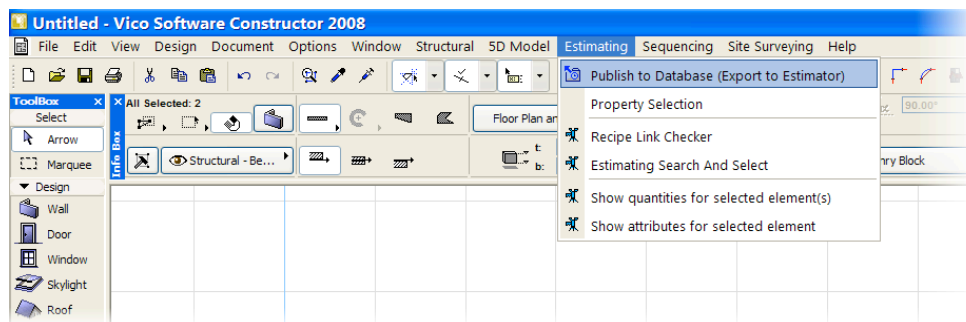 Untitled - Vico Software Constructor 2008
File Edit View Design Document Options Window Structural 5D Model Estimating Sequencing Site Surveying Help
ToolBox x
Select
Arrow
Marquee
Design
Wall
Door
Window
Skylight
Roof
Info Box
All Selected: 2
Floor Plan an
90.00°
Structural - Be...
t:
b:
nry Block
Publish to Database (Export to Estimator)
Property Selection
Recipe Link Checker
Estimating Search And Select
Show quantities for selected element(s)
Show attributes for selected element